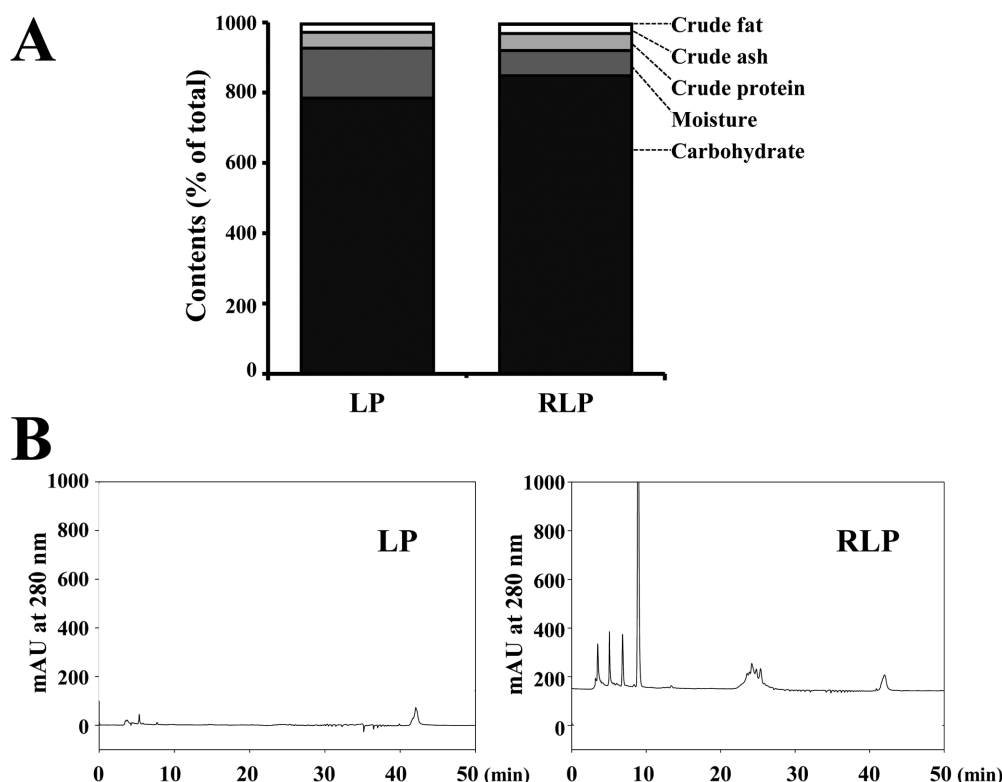 A
Contents (% of total)
1000
800
600
400
200
0
LP
RLP
Crude fat
Crude ash
Crude protein
Moisture
Carbohydrate
B
mAU at 280 nm
1000
800
600
400
200
0
LP
0 10 20 30 40 50 (min)
mAU at 280 nm
1000
800
600
400
200
0
RLP
0 10 20 30 40 50 (min)